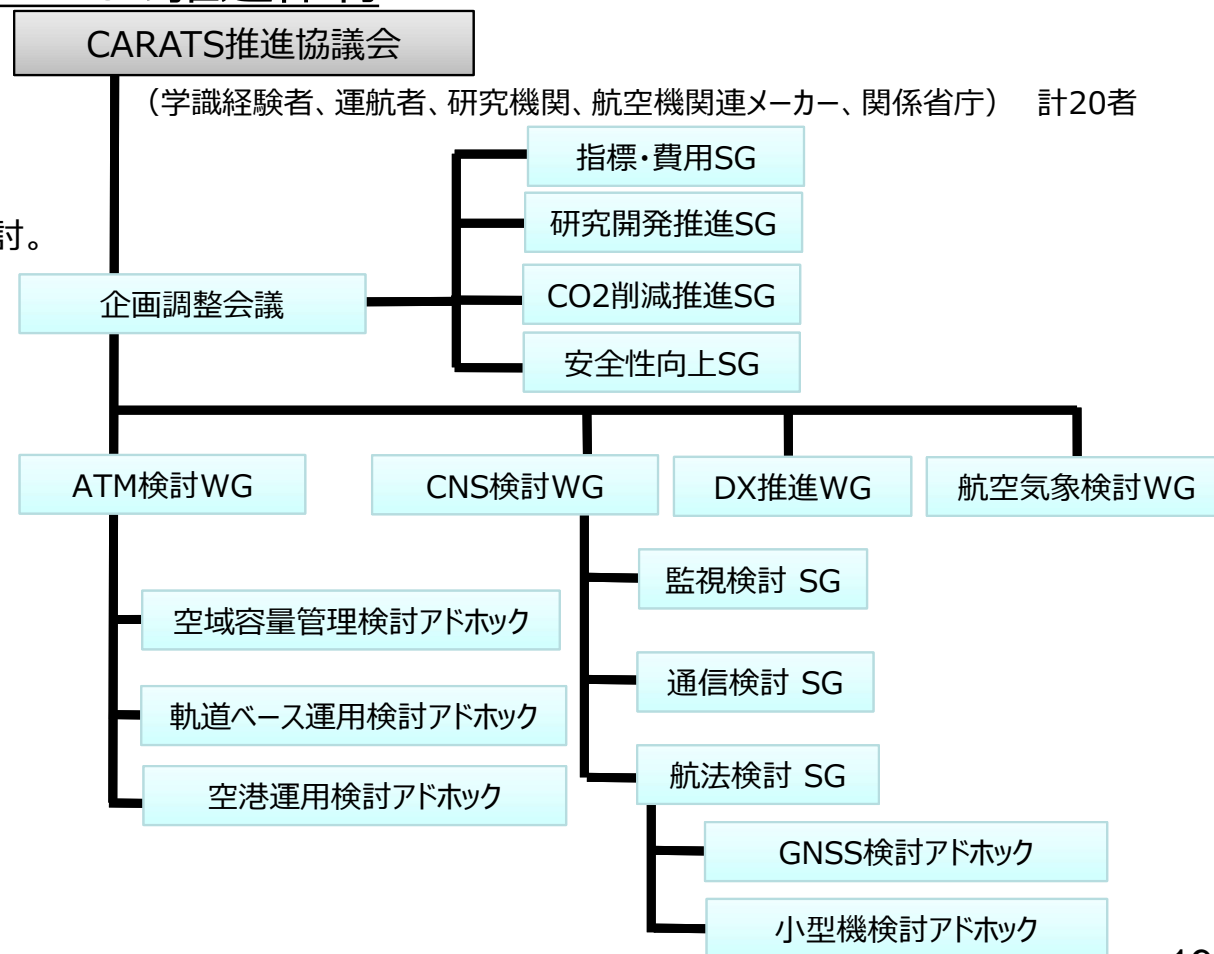 CARATS推進協議会
（学識経験者、運航者、研究機関、航空機関連メーカー、関係省庁）　計20者
指標・費用SG
研究開発推進SG
討。
CO2削減推進SG
企画調整会議
安全性向上SG
ATM検討WG
CNS検討WG
DX推進WG
航空気象検討WG
監視検討 SG
空域容量管理検討アドホック
通信検討 SG
軌道ベース運用検討アドホック
航法検討 SG
空港運用検討アドホック
GNSS検討アドホック
小型機検討アドホック